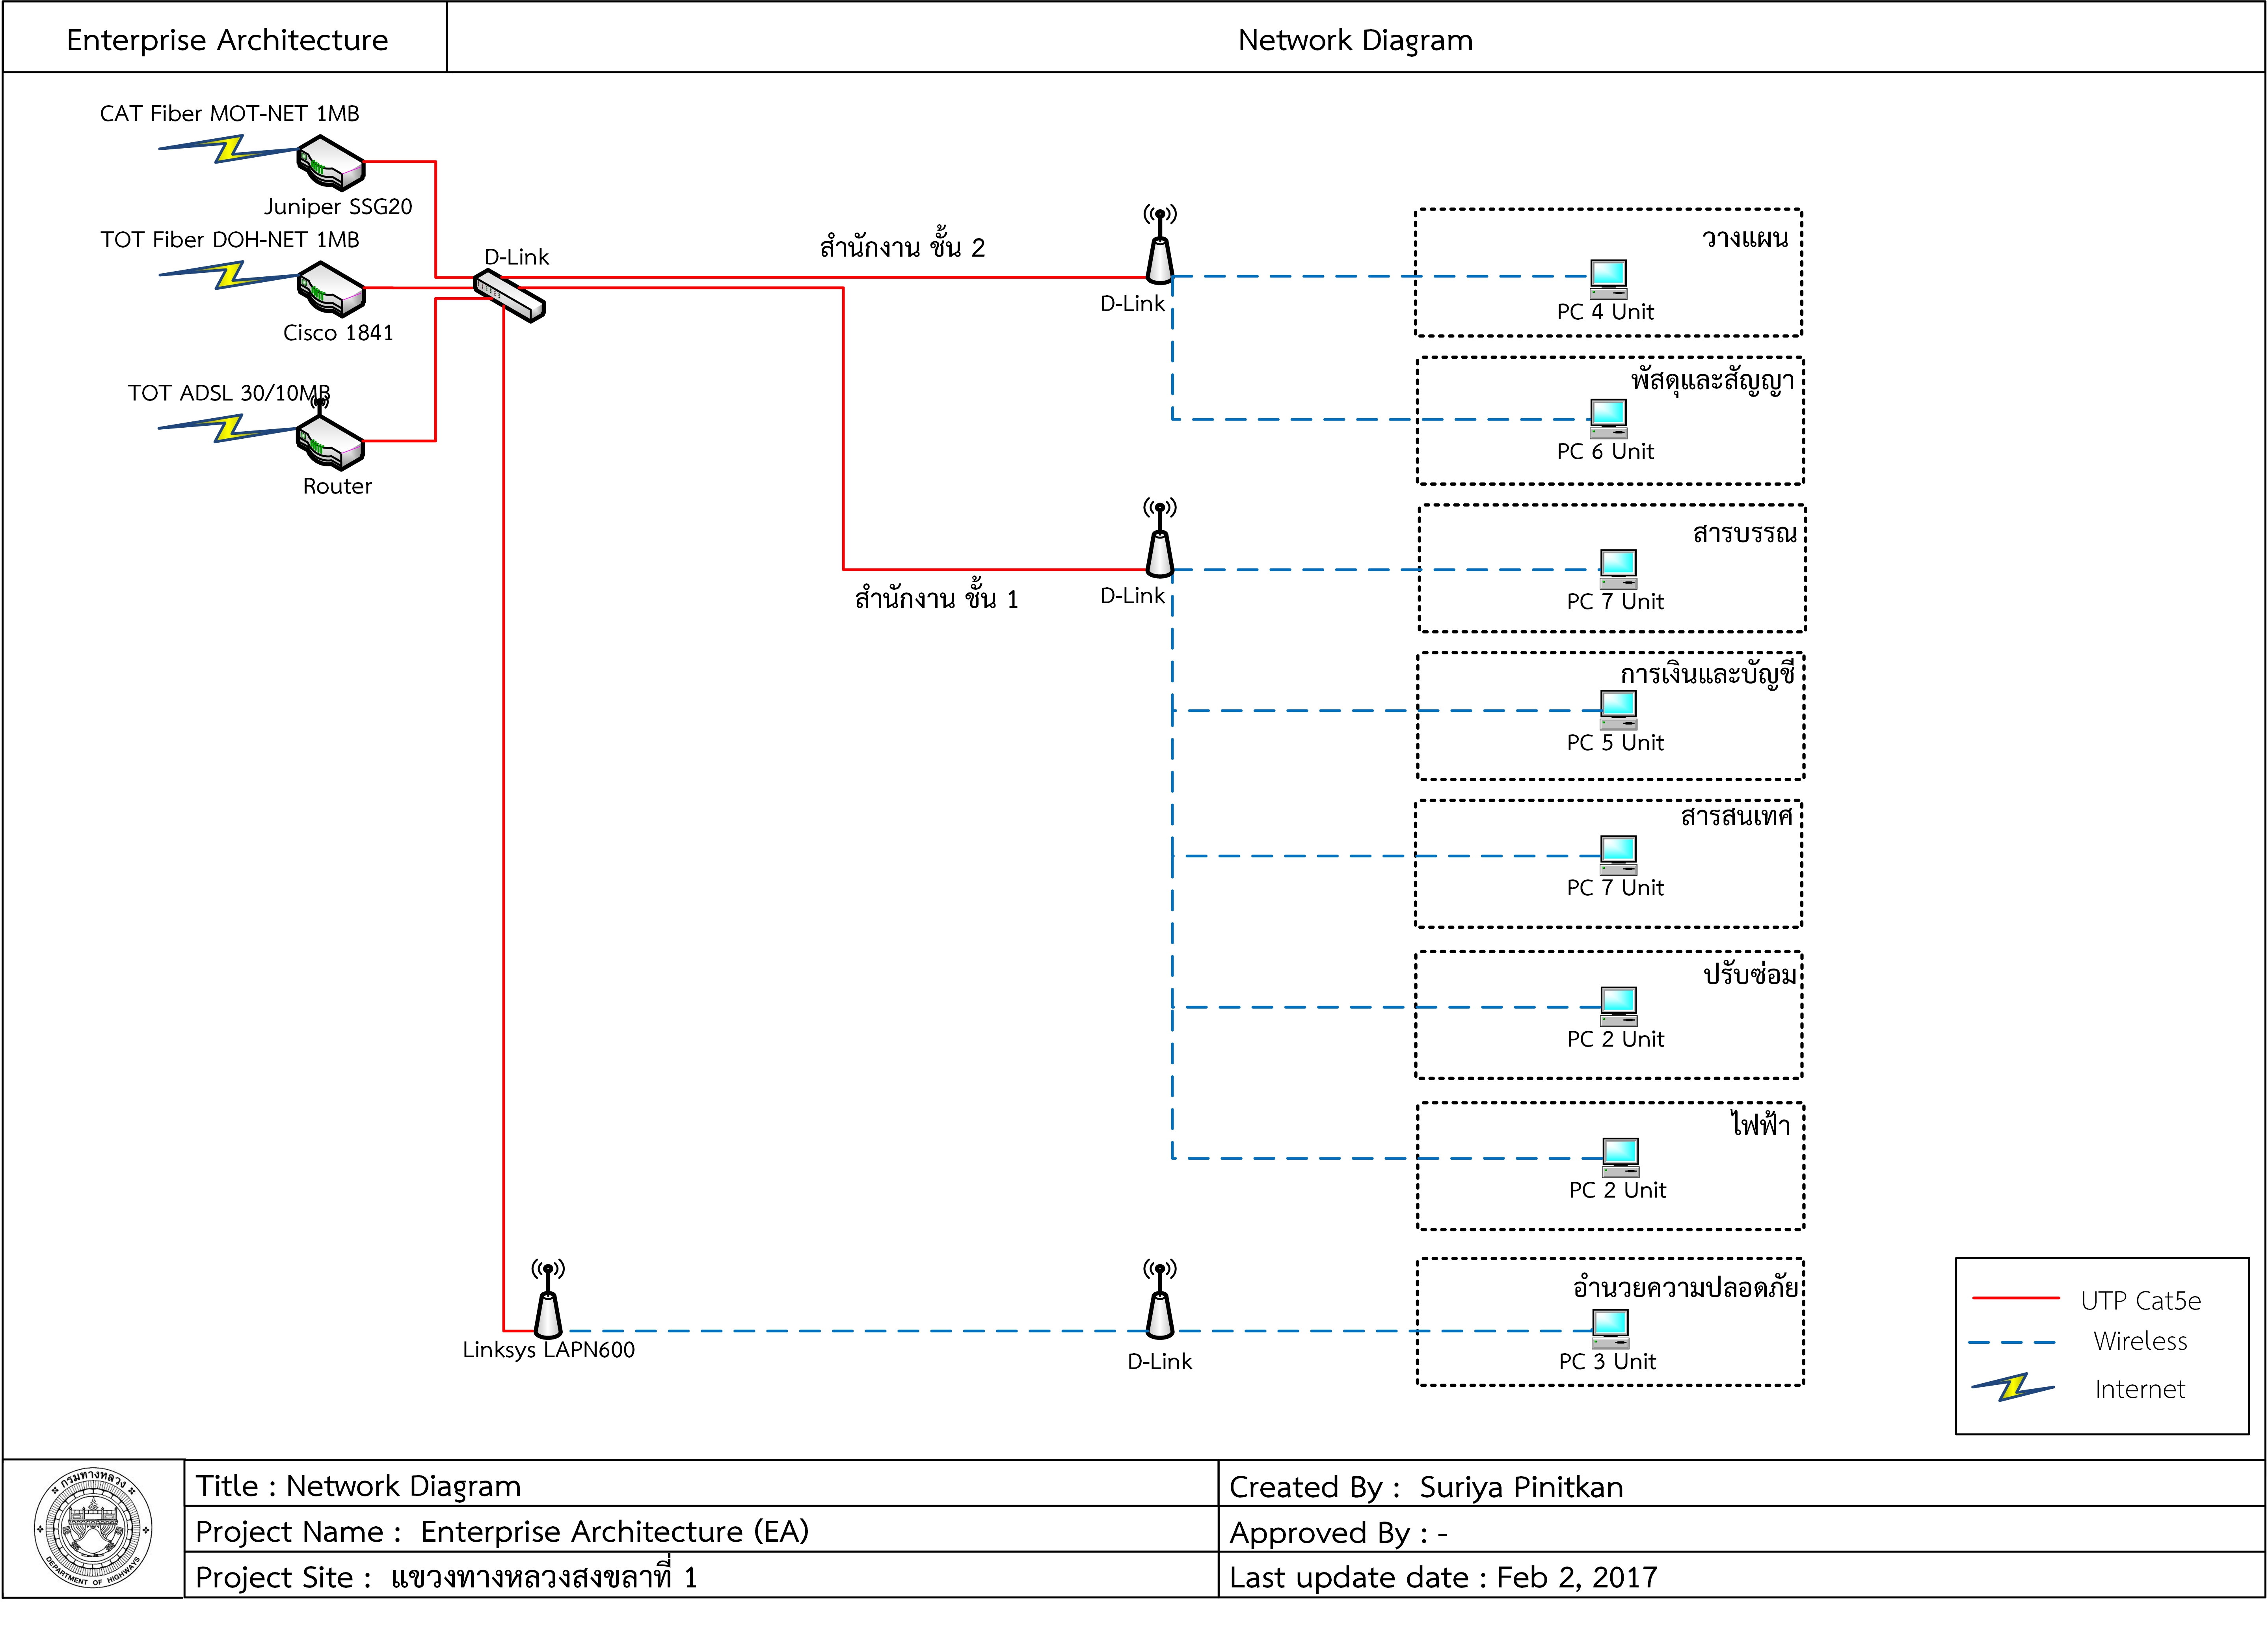 Enterprise Architecture
Network Diagram
CAT Fiber MOT-NET 1MB
Juniper SSG20
TOT Fiber DOH-NET 1MB
Cisco 1841
TOT ADSL 30/10MB
Router
D-Link
สำนักงาน ชั้น 2
D-Link
วางแผน
PC 4 Unit
พัสดุและสัญญา
PC 6 Unit
สำนักงาน ชั้น 1
D-Link
สารบรรณ
PC 7 Unit
การเงินและบัญชี
PC 5 Unit
สารสนเทศ
PC 7 Unit
ปรับซ่อม
PC 2 Unit
ไฟฟ้า
PC 2 Unit
Linksys LAPN600
D-Link
อำนวยความปลอดภัย
PC 3 Unit
UTP Cat5e
Wireless
Internet
กรมทางหลวง
DEPARTMENT OF HIGHWAYS
Title : Network Diagram
Project Name : Enterprise Architecture (EA)
Project Site : แขวงทางหลวงสงขลาที่ 1
Created By : Suriya Pinitkan
Approved By : -
Last update date : Feb 2, 2017